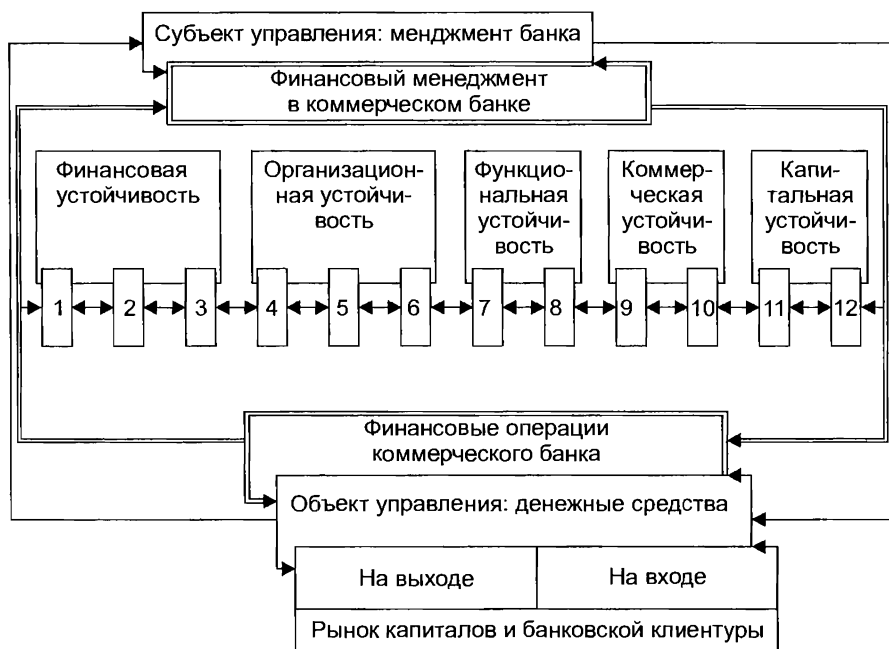 Субъект управления: менджмент банка
Финансовый менеджмент
в коммерческом банке
Финансовая
устойчивость
Организацион-
ная устойчи-
вость
Функцио-
нальная
устойчи-
вость
Коммер-
ческая
устойчи-
вость
Капи-
тальная
устойчи-
вость
1 2 3 4 5 6 7 8 9 10 11 12
Финансовые операции
коммерческого банка
Объект управления: денежные средства
На выходе
На входе
Рынок капиталов и банковской клиентуры